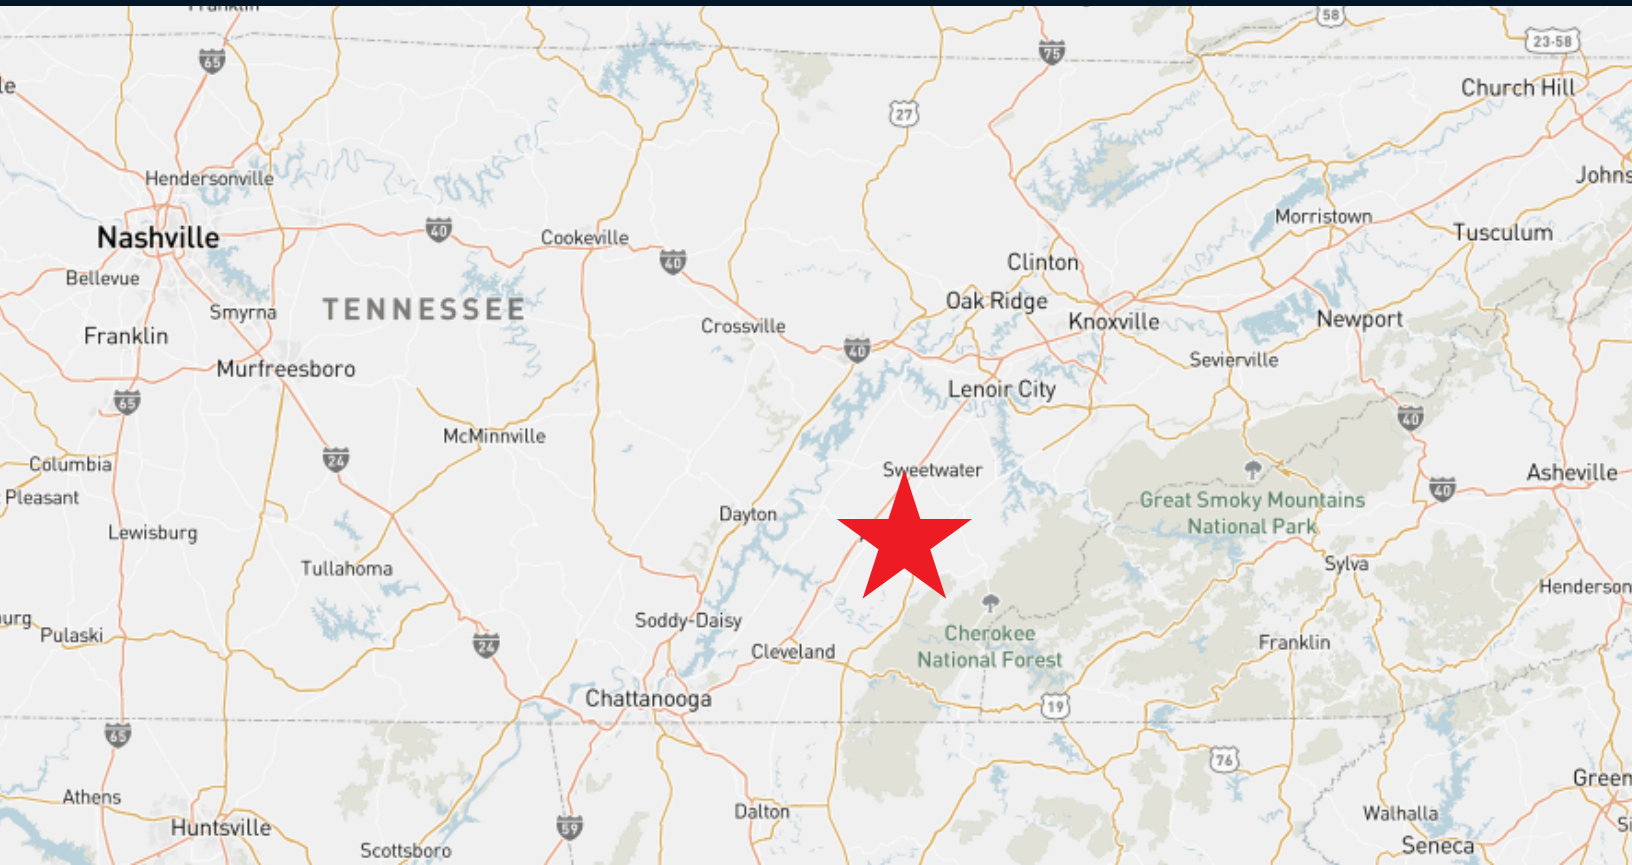 58
75
23-58
65
Church Hill
27
Johns
Hendersonville
Morristown
Nashville
40
Cookeville
Tusculum
40
Clinton
Bellevue
Oak Ridge
TENNESSEE
Smyrna
Knoxville
Newport
Crossville
Franklin
40
Sevierville
Murfreesboro
Lenoir City
65
40
McMinnville
24
Columbia
Sweetwater
Asheville
Pleasant
40
Great Smoky Mountains
National Park
Dayton
Lewisburg
Sylva
Tullahoma
Henderson
Soddy-Daisy
Pulaski
Cherokee
National Forest
24
Cleveland
Franklin
Chattanooga
19
65
76
Green
Athens
Dalton
Walhalla
Huntsville
59
Seneca
Scottsboro